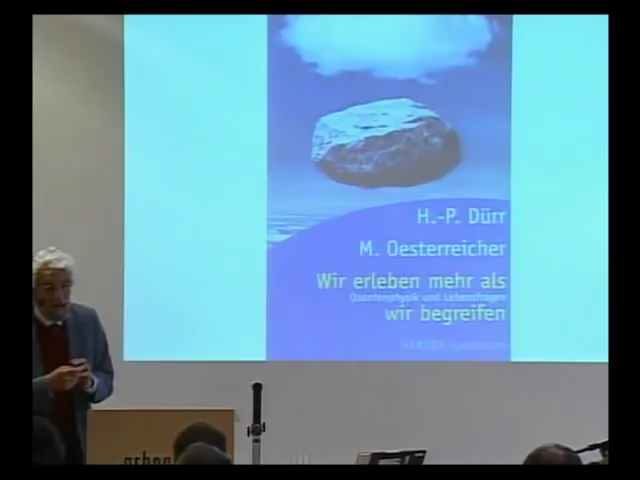 H.-P. Dürr
M. Oesterreicher
Wir erleben mehr als
Quantenphysik und Lebensfragen
wir begreifen